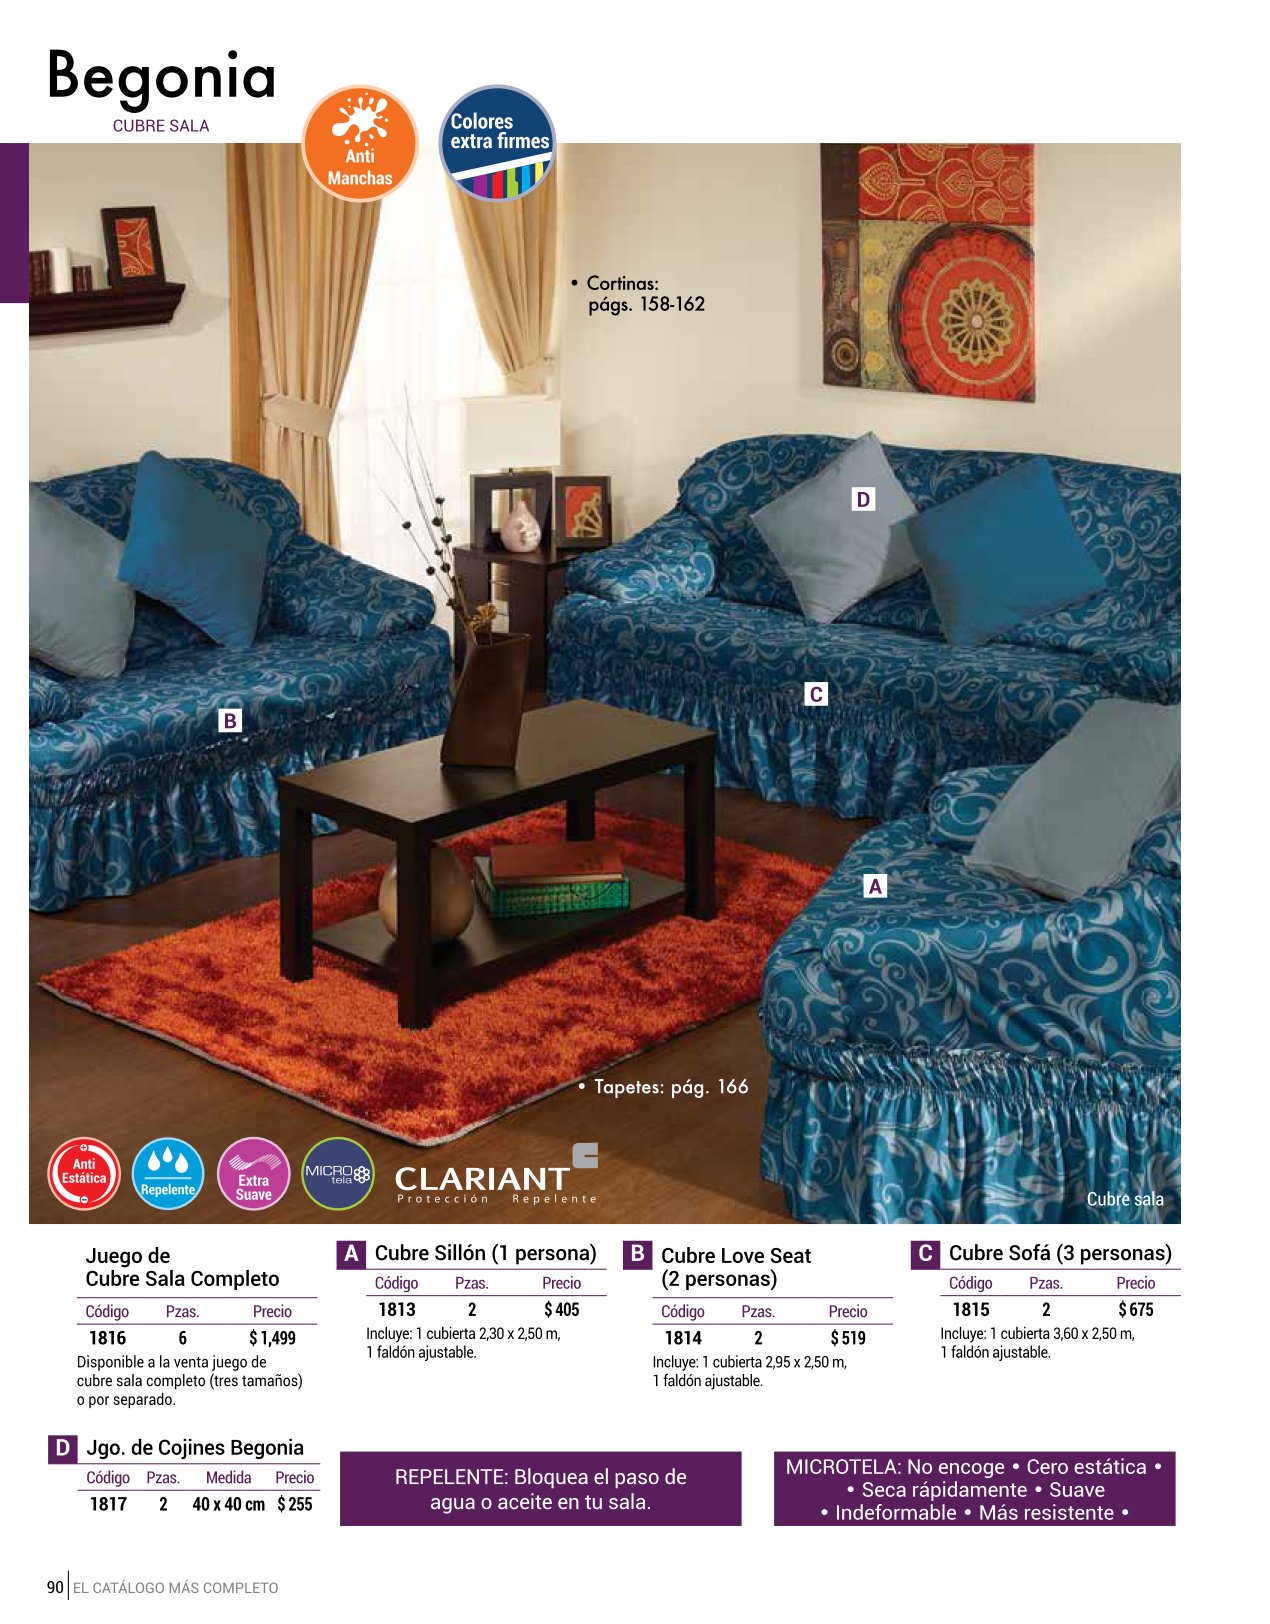 Begonia
CUBRE SALA
Anti
Manchas
Colores
extra firmes
• Cortinas:
págs. 158-162
D
B
C
A
• Tapetes: pág. 166
Anti
Estática
Repelente
Extra
Suave
MICRO
tela
CLARIANT
Protección Repelente
Cubre sala
Juego de
Cubre Sala Completo
Código Pzas. Precio
1816 6 $ 1,499
Disponible a la venta juego de
cubre sala completo (tres tamaños)
o por separado.
A Cubre Sillón (1 persona)
Código Pzas. Precio
1813 2 $ 405
Incluye: 1 cubierta 2,30 x 2,50 m,
1 faldón ajustable.
B Cubre Love Seat
(2 personas)
Código Pzas. Precio
1814 2 $ 519
Incluye: 1 cubierta 2,95 x 2,50 m,
1 faldón ajustable.
C Cubre Sofá (3 personas)
Código Pzas. Precio
1815 2 $ 675
Incluye: 1 cubierta 3,60 x 2,50 m,
1 faldón ajustable.
D Jgo. de Cojines Begonia
Código Pzas. Medida Precio
1817 2 40 x 40 cm $ 255
REPELENTE: Bloquea el paso de
agua o aceite en tu sala.
MICROTELA: No encoge • Cero estática •
• Seca rápidamente • Suave
• Indeformable • Más resistente •
90 EL CATÁLOGO MÁS COMPLETO